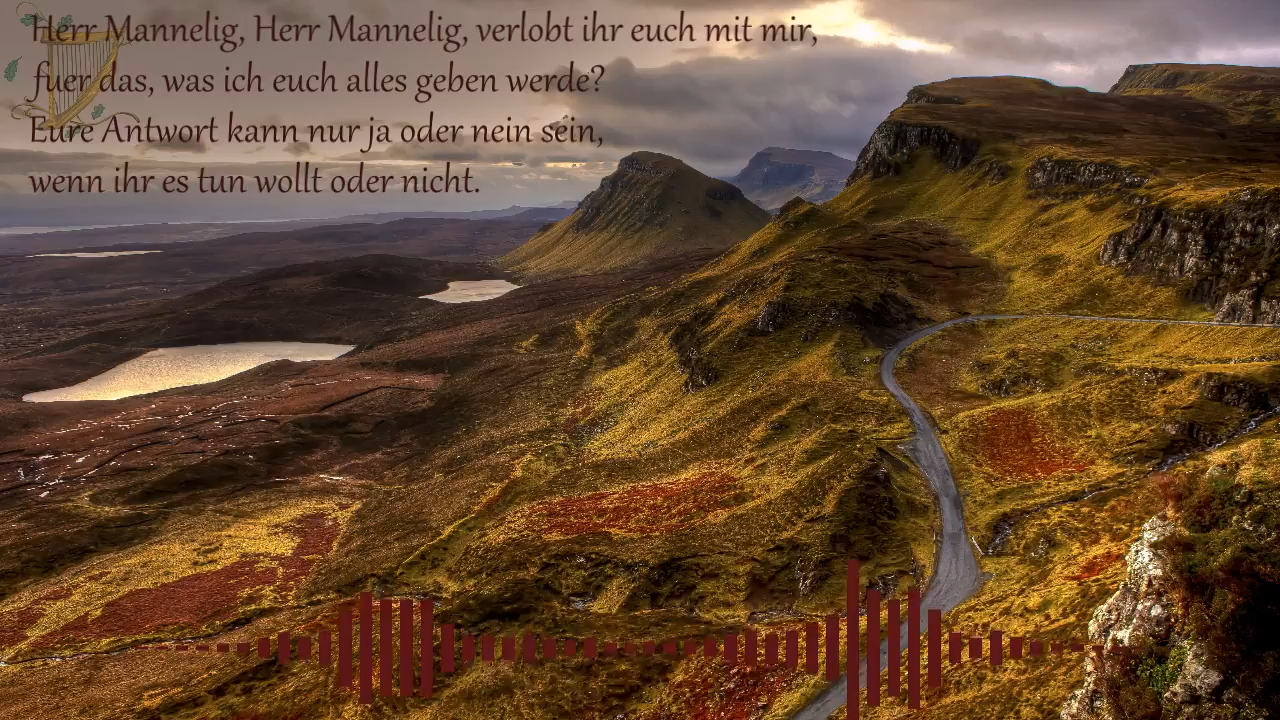 Herr Mannelig, Herr Mannelig, verlobt ihr euch mit mir,
fuer das, was ich euch alles geben werde?
Eure Antwort kann nur ja oder nein sein,
wenn ihr es tun wollt oder nicht.